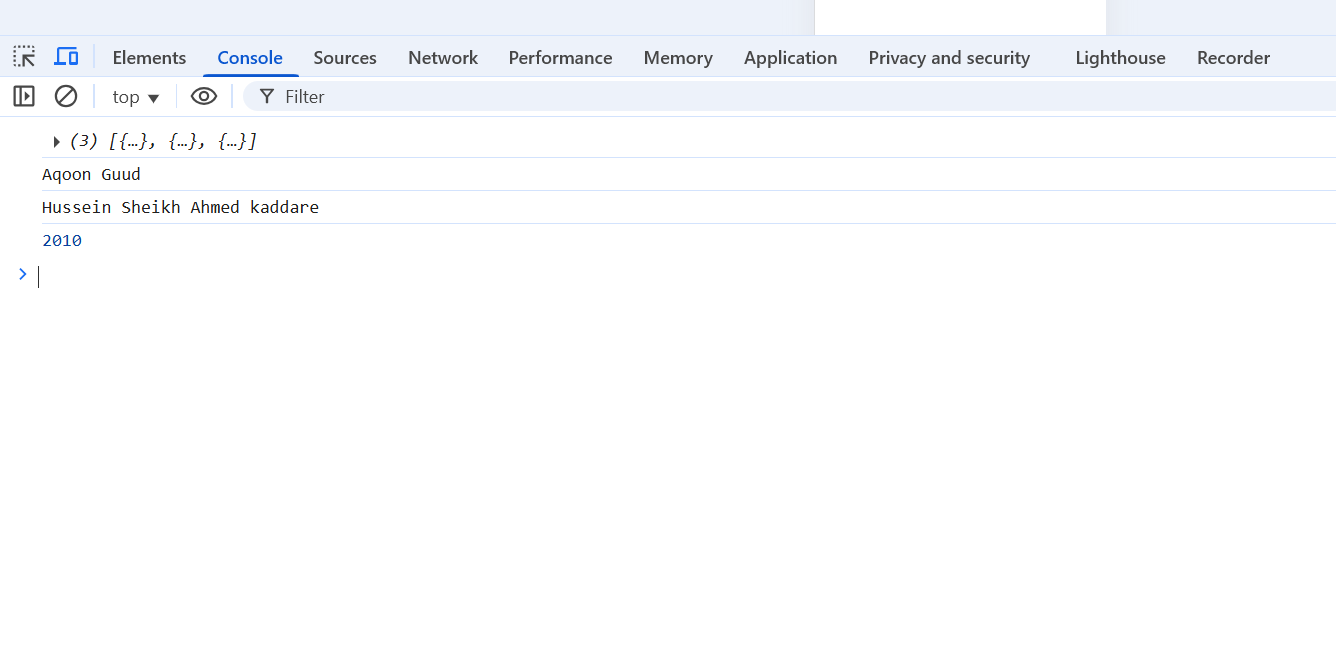 Elements Console Sources Network Performance Memory Application Privacy and security Lighthouse Recorder
top Filter
(3) [{…}, {…}, {…}]
Aqoon Guud
Hussein Sheikh Ahmed kaddare
2010